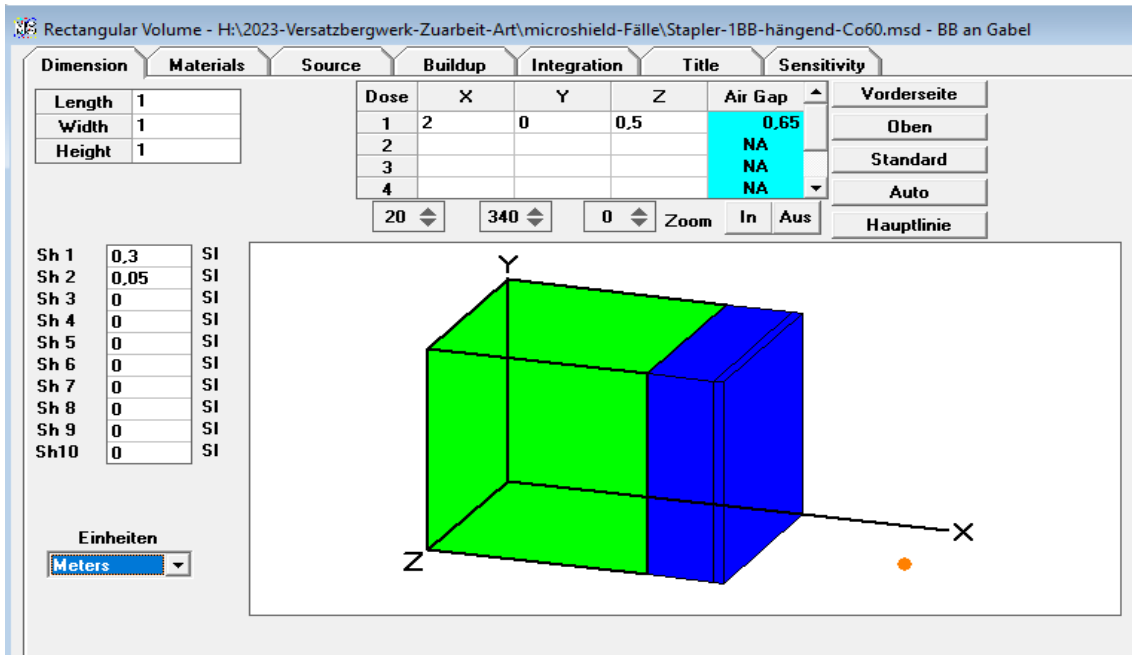 Rectangular Volume - H:\2023-Versatzbergwerk-Zuarbeit-Art\microshield-Fälle\Stapler-1BB-hängend-Co60.msd - BB an Gabel
Dimension Materials Source Buildup Integration Title Sensitivity
Length 1
Width 1
Height 1
Dose X Y Z Air Gap
1 2 0 0,5 0,65
2 NA
3 NA
4 NA
20 340 0 Zoom In Aus
Vorderseite
Oben
Standard
Auto
Hauptlinie
Sh 1 0,3 SI
Sh 2 0,05 SI
Sh 3 0 SI
Sh 4 0 SI
Sh 5 0 SI
Sh 6 0 SI
Sh 7 0 SI
Sh 8 0 SI
Sh 9 0 SI
Sh10 0 SI
Einheiten
Meters
Y
X
Z